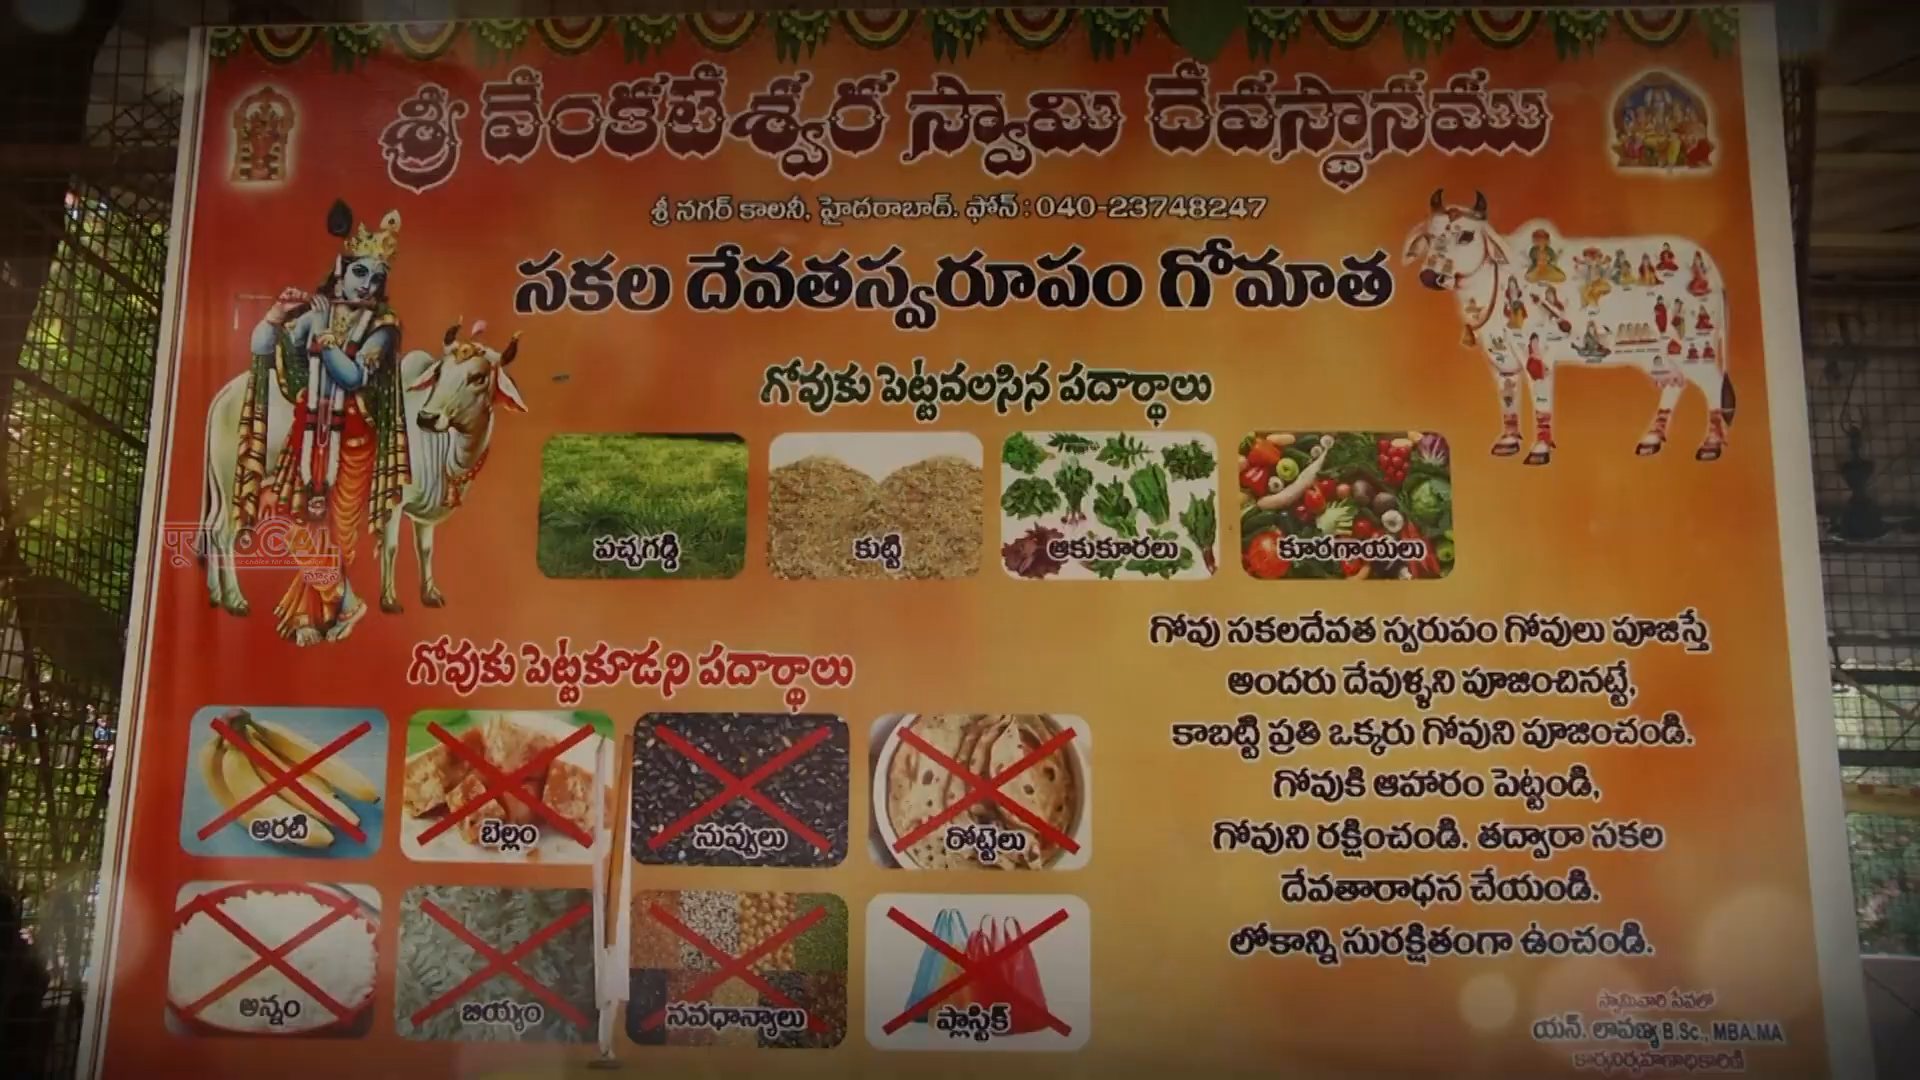 శ్రీ వేంకటేశ్వర స్వామి దేవస్థానము
శ్రీ నగర్ కాలనీ, హైదరాబాద్. ఫోన్ : 040-23748247
సకల దేవతస్వరూపం గోమాత
గోవుకు పెట్టవలసిన పదార్థాలు
పచ్చగడ్డి
కుట్టి
ఆకుకూరలు
కూరగాయలు
గోవుకు పెట్టకూడని పదార్థాలు
అరటి
బెల్లం
నువ్వులు
రొట్టెలు
అన్నం
బియ్యం
నవధాన్యాలు
ప్లాస్టిక్
గోవు సకలదేవత స్వరుపం గోవులు పూజిస్తే
అందరు దేవుళ్ళని పూజించినట్టే,
కాబట్టి ప్రతి ఒక్కరు గోవుని పూజించండి.
గోవుకి ఆహారం పెట్టండి,
గోవుని రక్షించండి. తద్వారా సకల
దేవతారాధన చేయండి.
లోకాన్ని సురక్షితంగా ఉంచండి.
స్వామివారి సేవలో
యన్. లావణ్య B.Sc., MBA.MA
కార్యనిర్వహణాధికారిణి